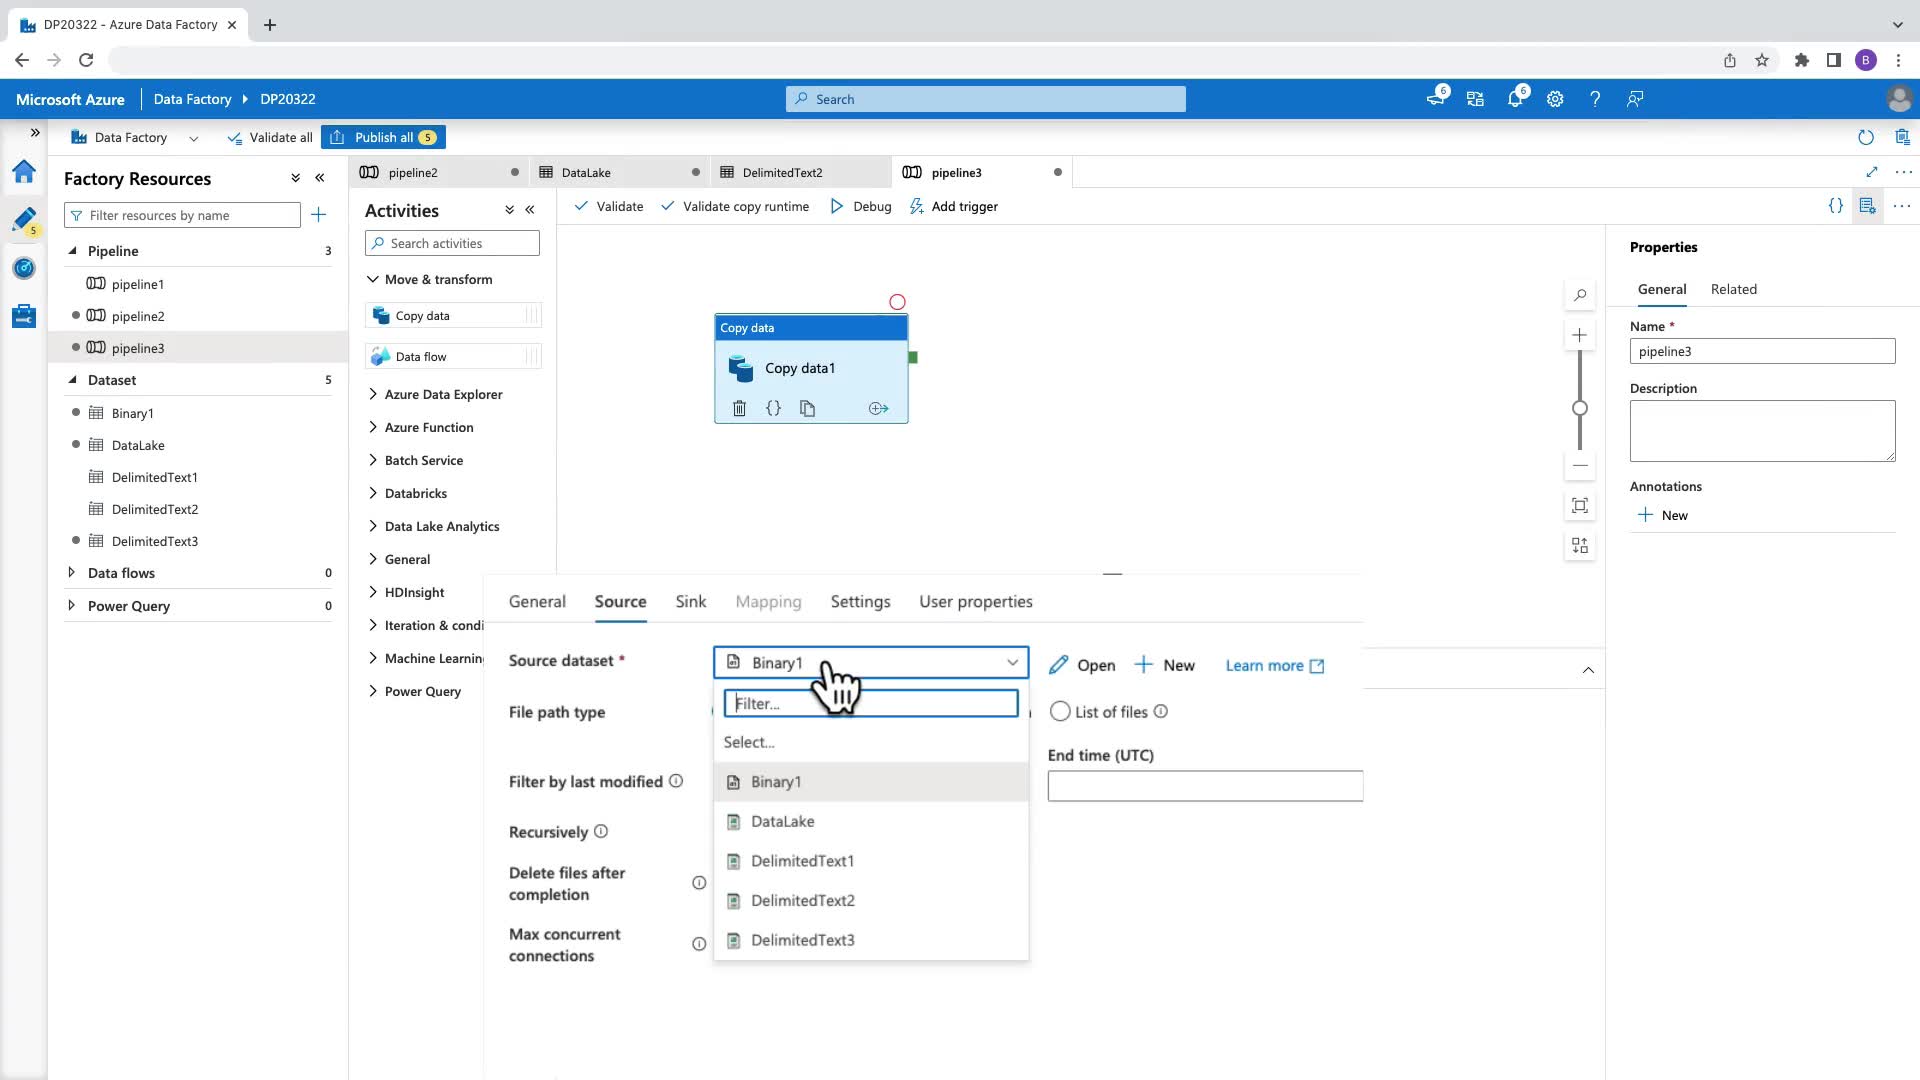 DP20322 - Azure Data Factory
B
Microsoft Azure
Data Factory
DP20322
Search
6
6
Data Factory
Validate all
Publish all
5
Factory Resources
Filter resources by name
5
Pipeline
3
pipeline1
pipeline2
pipeline3
Dataset
5
Binary1
DataLake
DelimitedText1
DelimitedText2
DelimitedText3
Data flows
0
Power Query
0
pipeline2
DataLake
DelimitedText2
pipeline3
Activities
Search activities
Move & transform
Copy data
Data flow
Azure Data Explorer
Azure Function
Batch Service
Databricks
Data Lake Analytics
General
HDInsight
Iteration & condi
Machine Learning
Power Query
Validate
Validate copy runtime
Debug
Add trigger
Copy data
Copy data1
General
Source
Sink
Mapping
Settings
User properties
Source dataset *
Binary1
Open
New
Learn more
Filter...
File path type
List of files
Select...
End time (UTC)
Filter by last modified
Binary1
Recursively
DataLake
Delete files after
completion
DelimitedText1
DelimitedText2
Max concurrent
connections
DelimitedText3
Properties
General
Related
Name *
pipeline3
Description
Annotations
New